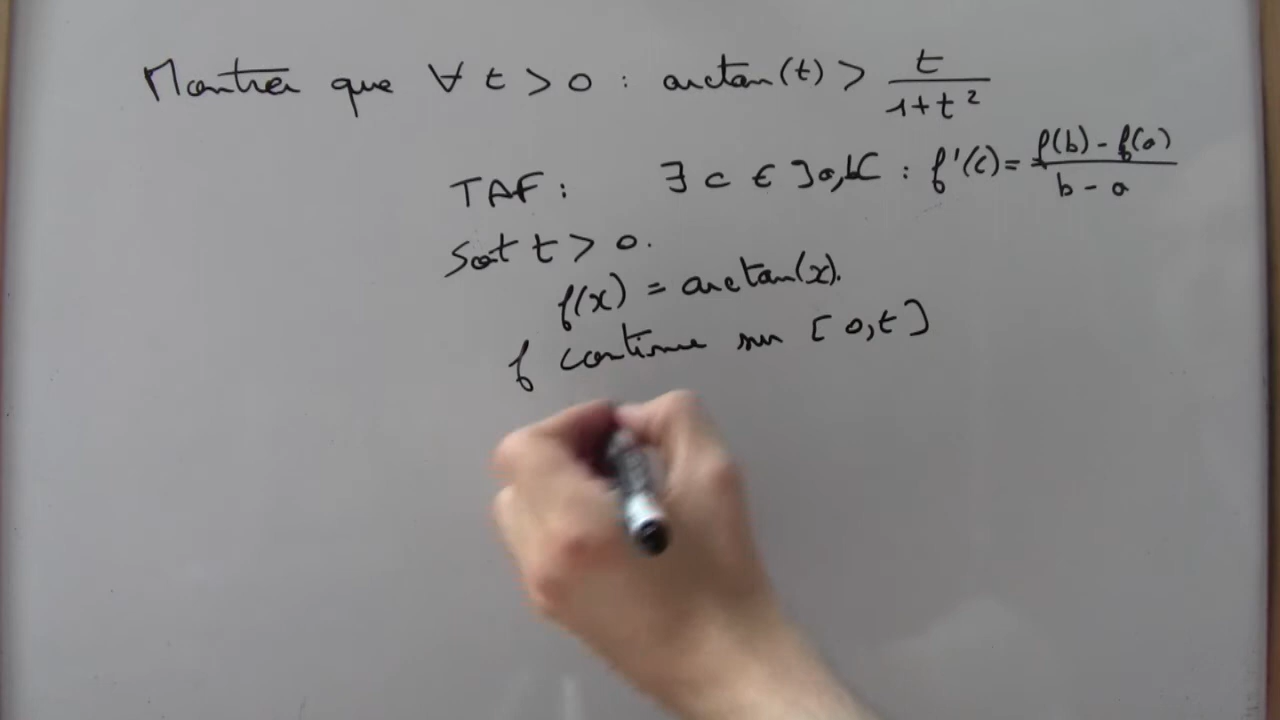 Montrer que ∀ t > 0 : arctan(t) > t / 1+t²
TAF : ∃ c ∈ ]a,b[ : f'(c) = f(b) - f(a) / b - a
Soit t > 0.
f(x) = arctan(x).
f continue sur [0,t]